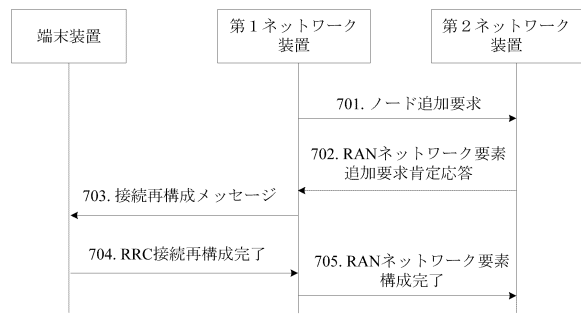 端末装置
第1ネットワーク
装置
第2ネットワーク
装置
701. ノード追加要求
702. RANネットワーク要素
追加要求肯定応答
703. 接続再構成メッセージ
704. RRC接続再構成完了
705. RANネットワーク要素
構成完了